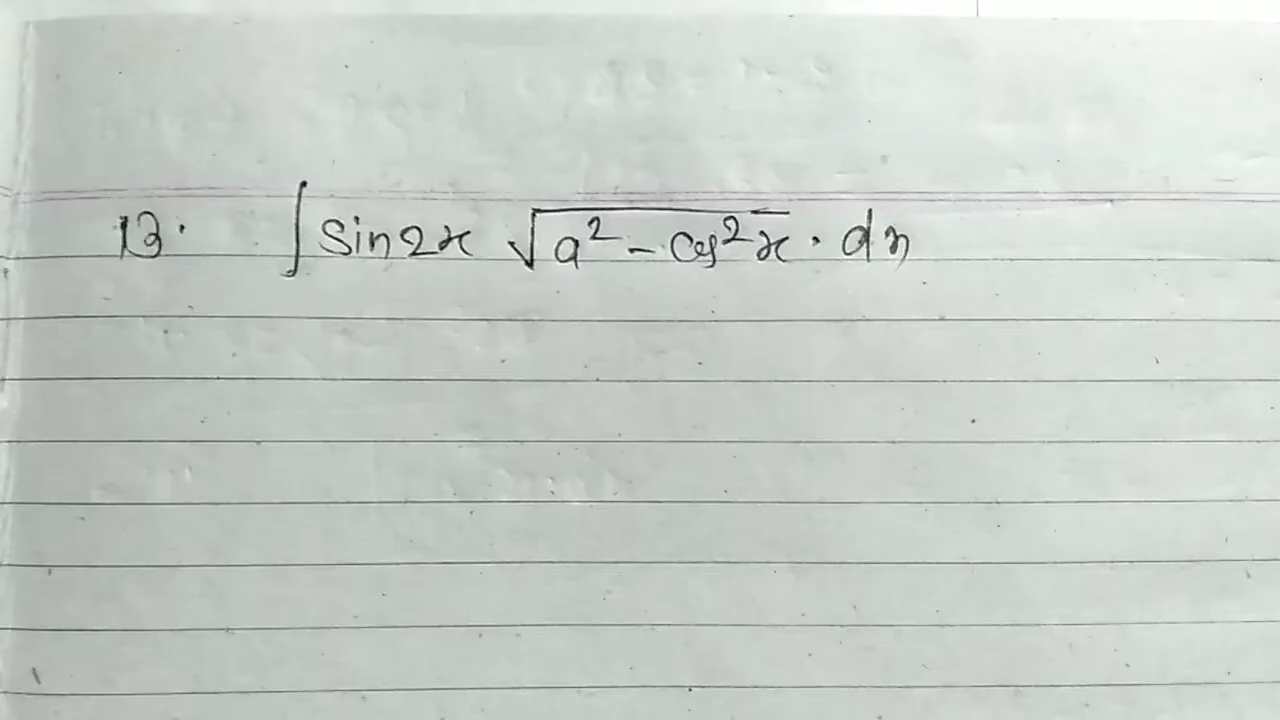 13. ∫ sin2x √(a² - cos²x) . dx